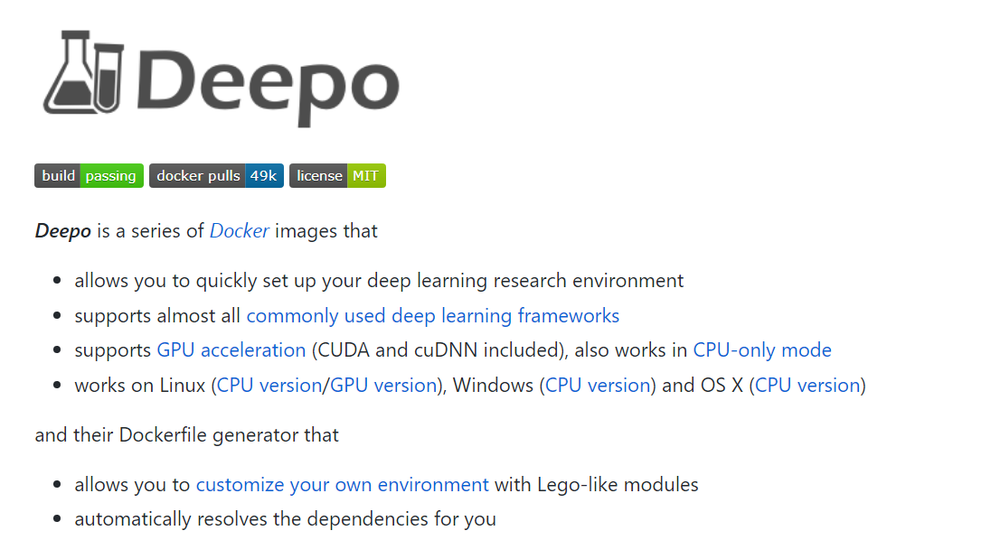 Deepo
build passing docker pulls 49k license MIT
Deepo is a series of Docker images that
• allows you to quickly set up your deep learning research environment
• supports almost all commonly used deep learning frameworks
• supports GPU acceleration (CUDA and cuDNN included), also works in CPU-only mode
• works on Linux (CPU version/GPU version), Windows (CPU version) and OS X (CPU version)
and their Dockerfile generator that
• allows you to customize your own environment with Lego-like modules
• automatically resolves the dependencies for you